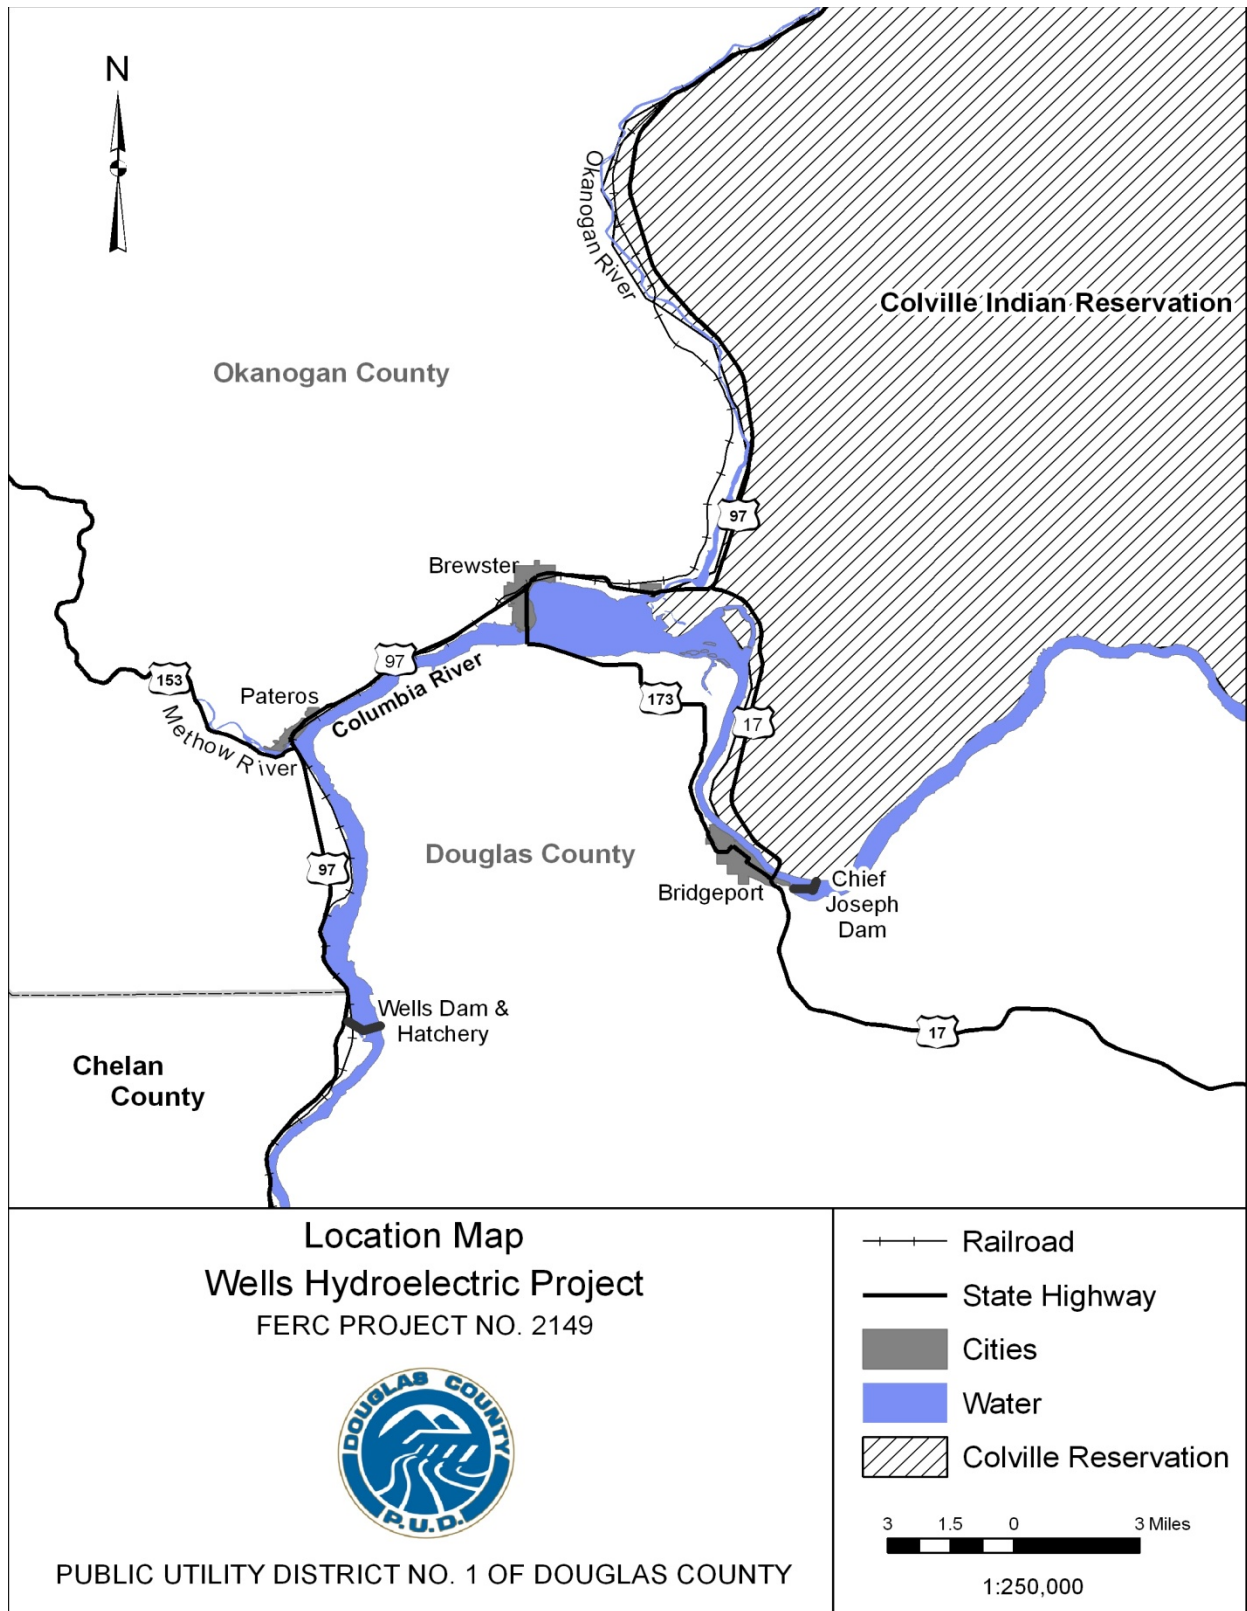 N
Okanogan River
Colville Indian Reservation
Okanogan County
97
Brewster
97
153
Pateros
Columbia River
173
17
Methow River
Douglas County
97
Bridgeport
Chief
Joseph
Dam
Wells Dam &
Hatchery
17
Chelan
County
Location Map
Wells Hydroelectric Project
FERC PROJECT NO. 2149
DOUGLAS COUNTY
P.U.D.
PUBLIC UTILITY DISTRICT NO. 1 OF DOUGLAS COUNTY
Railroad
State Highway
Cities
Water
Colville Reservation
3 1.5 0 3 Miles
1:250,000